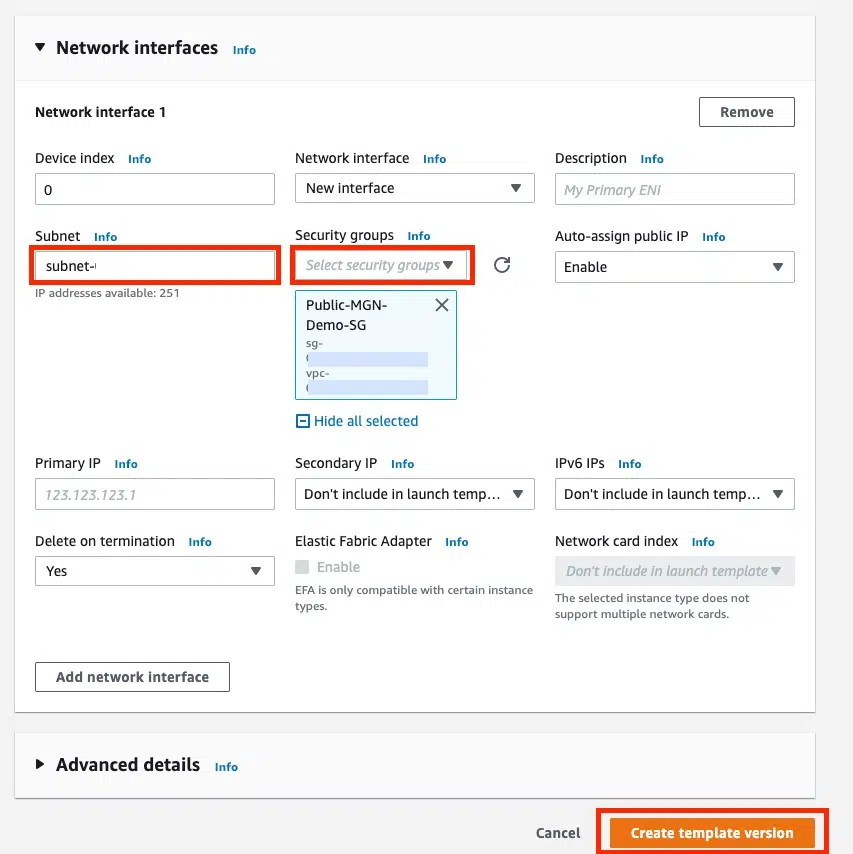 Network interfaces Info
Network interface 1
Remove
Device index Info
Network interface Info
Description Info
0
New interface
My Primary ENI
Subnet Info
Security groups Info
Auto-assign public IP Info
subnet-
Select security groups
Enable
IP addresses available: 251
Public-MGN-
Demo-SG
sg-
vpc-
Hide all selected
Primary IP Info
Secondary IP Info
IPv6 IPs Info
123.123.123.1
Don't include in launch temp...
Don't include in launch temp...
Delete on termination Info
Elastic Fabric Adapter Info
Network card index Info
Yes
Enable
Don't include in launch template
EFA is only compatible with certain instance
types.
The selected instance type does not
support multiple network cards.
Add network interface
Advanced details Info
Cancel
Create template version